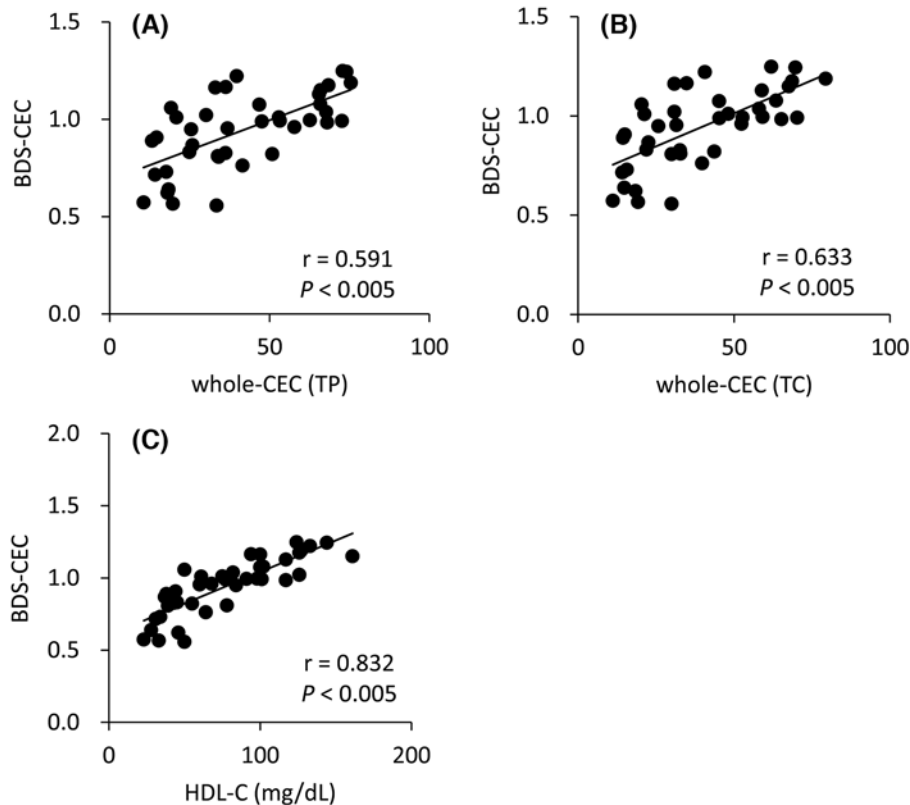 (A)
1.5
1.0
0.5
0.0
BDS-CEC
r = 0.591
P < 0.005
0 50 100
whole-CEC (TP)
(B)
1.5
1.0
0.5
0.0
BDS-CEC
r = 0.633
P < 0.005
0 50 100
whole-CEC (TC)
(C)
2.0
1.5
1.0
0.5
0.0
BDS-CEC
r = 0.832
P < 0.005
0 100 200
HDL-C (mg/dL)